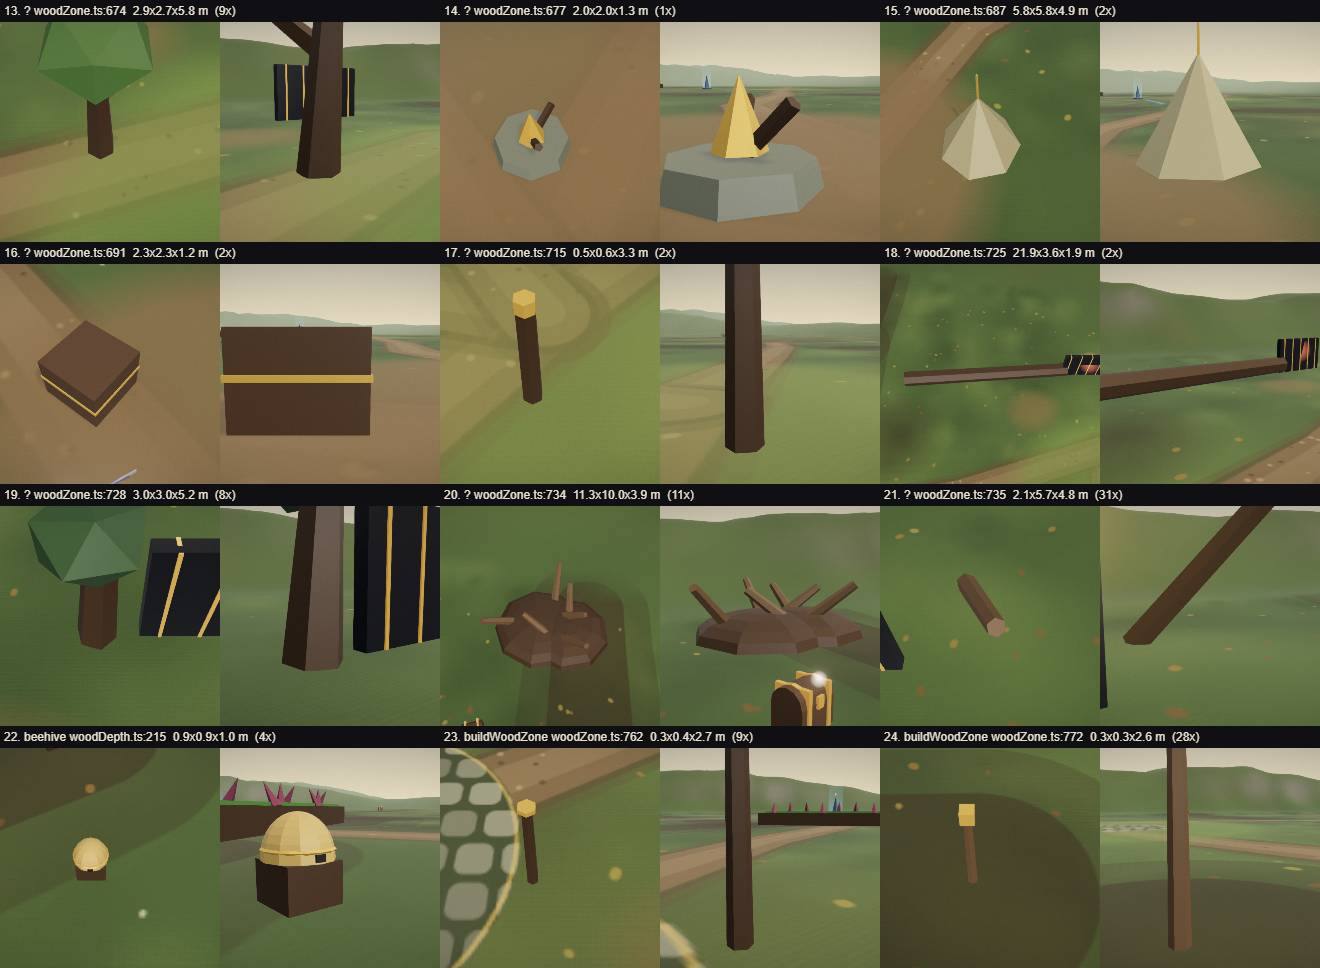 13. ? woodZone.ts:674 2.9x2.7x5.8 m (9x)
14. ? woodZone.ts:677 2.0x2.0x1.3 m (1x)
15. ? woodZone.ts:687 5.8x5.8x4.9 m (2x)
16. ? woodZone.ts:691 2.3x2.3x1.2 m (2x)
17. ? woodZone.ts:715 0.5x0.6x3.3 m (2x)
18. ? woodZone.ts:725 21.9x3.6x1.9 m (2x)
19. ? woodZone.ts:728 3.0x3.0x5.2 m (8x)
20. ? woodZone.ts:734 11.3x10.0x3.9 m (11x)
21. ? woodZone.ts:735 2.1x5.7x4.8 m (31x)
22. beehive woodDepth.ts:215 0.9x0.9x1.0 m (4x)
23. buildWoodZone woodZone.ts:762 0.3x0.4x2.7 m (9x)
24. buildWoodZone woodZone.ts:772 0.3x0.3x2.6 m (28x)